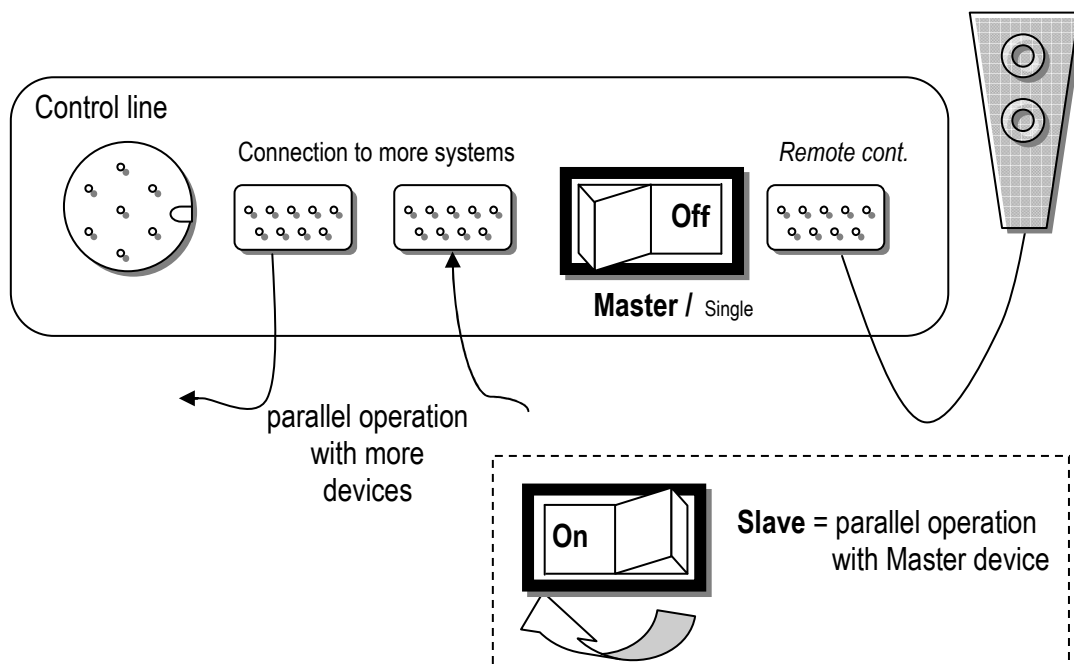 Control line
Connection to more systems
Remote cont.
Off
Master / Single
parallel operation
with more
devices
On
Slave = parallel operation
with Master device